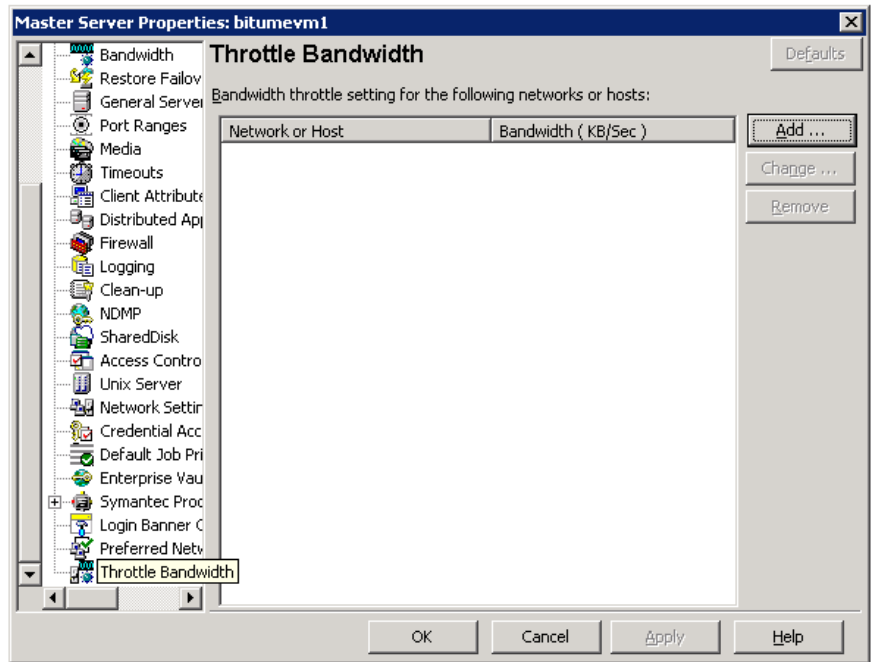 Master Server Properties: bitumevm1
Bandwidth
Restore Failov
General Server
Port Ranges
Media
Timeouts
Client Attribute
Distributed App
Firewall
Logging
Clean-up
NDMP
SharedDisk
Access Contro
Unix Server
Network Settin
Credential Acc
Default Job Pri
Enterprise Vau
Symantec Prod
Login Banner C
Preferred Netw
Throttle Bandwidth
Throttle Bandwidth
Defaults
Bandwidth throttle setting for the following networks or hosts:
Network or Host
Bandwidth ( KB/Sec )
Add ...
Change ...
Remove
OK
Cancel
Apply
Help